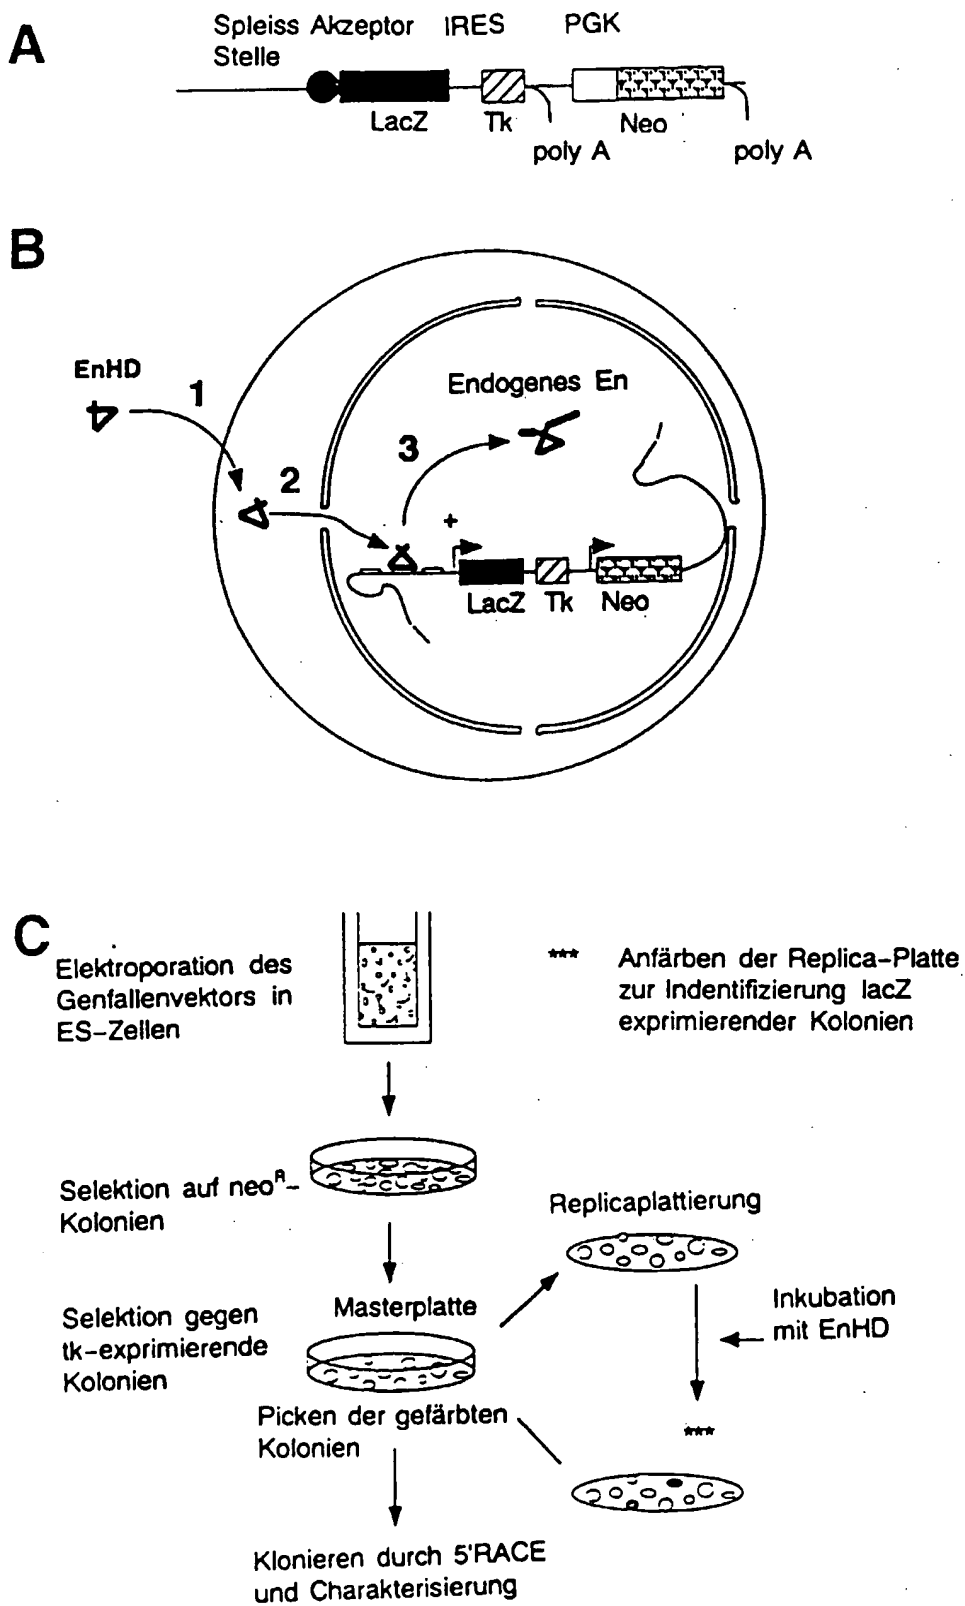 A
Spleiss Akzeptor IRES PGK
Stelle
LacZ Tk Neo
poly A poly A
B
EnHD
1
Endogenes En
3
2
+
LacZ Tk Neo
C
Elektroporation des
Genfallenvektors in
ES-Zellen
*** Anfärben der Replica-Platte
zur Indentifizierung lacZ
exprimierender Kolonien
Selektion auf neoR-
Kolonien
Replicaplattierung
Selektion gegen
tk-exprimierende
Kolonien
Masterplatte
Inkubation
mit EnHD
***
Picken der gefärbten
Kolonien
Klonieren durch 5'RACE
und Charakterisierung